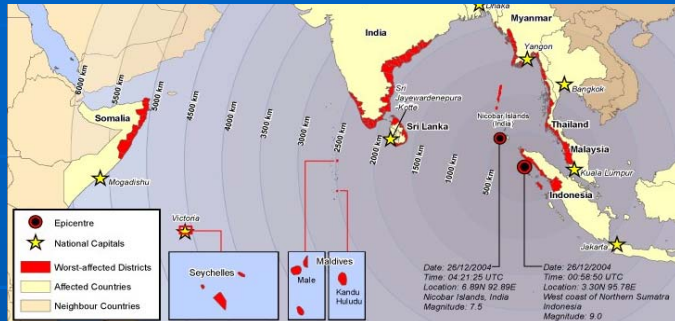 Dhaka
Myanmar
India
Yangon
6000 km
5500 km
5000 km
4500 km
4000 km
3500 km
3000 km
2500 km
2000 km
1500 km
1000 km
500 km
Sri
Jayewardenepura
-Kotte
Bangkok
Somalia
Sri Lanka
Nicobar Islands
(India)
Thailand
Malaysia
Mogadishu
Kuala Lumpur
Indonesia
Epicentre
National Capitals
Worst-affected Districts
Affected Countries
Neighbour Countries
Victoria
Seychelles
Maldives
Male
Kandu
Huludu
Jakarta
Date: 26/12/2004
Time: 04:21:25 UTC
Location: 6.89N 92.89E
Nicobar Islands, India
Magnitude: 7.5
Date: 26/12/2004
Time: 00:58:50 UTC
Location: 3.30N 95.78E
West coast of Northern Sumatra
Indonesia
Magnitude: 9.0